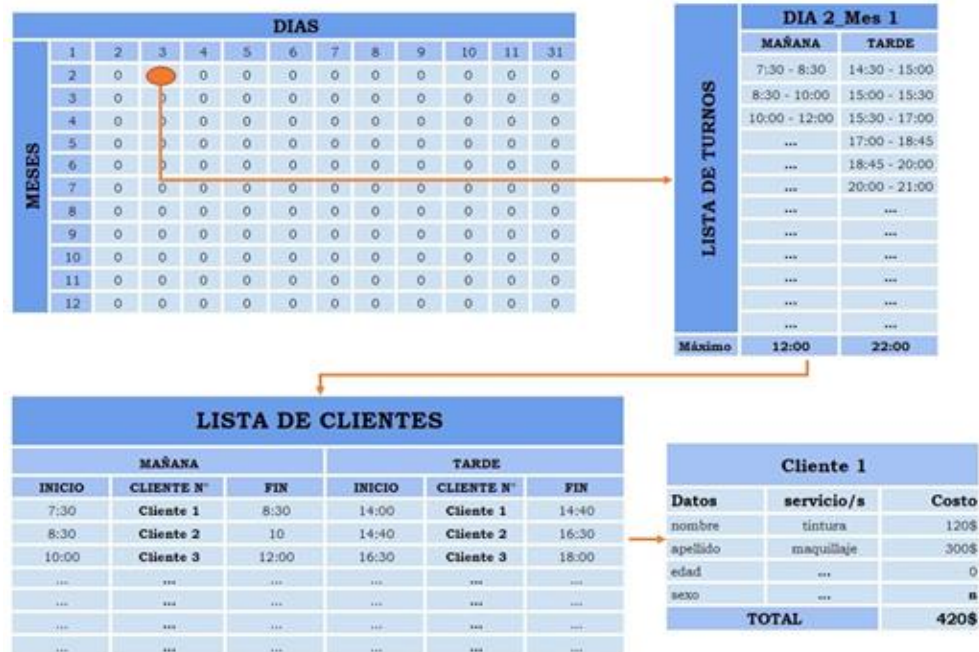 DIAS
MESES
1 2 3 4 5 6 7 8 9 10 11 31
2 0 0 0 0 0 0 0 0 0 0
3 0 0 0 0 0 0 0 0 0 0 0
4 0 0 0 0 0 0 0 0 0 0 0
5 0 0 0 0 0 0 0 0 0 0 0
6 0 0 0 0 0 0 0 0 0 0 0
7 0 0 0 0 0 0 0 0 0 0 0
8 0 0 0 0 0 0 0 0 0 0 0
9 0 0 0 0 0 0 0 0 0 0 0
10 0 0 0 0 0 0 0 0 0 0 0
11 0 0 0 0 0 0 0 0 0 0 0
12 0 0 0 0 0 0 0 0 0 0 0
DIA 2_Mes 1
LISTA DE TURNOS
MAÑANA TARDE
7:30 - 8:30 14:30 - 15:00
8:30 - 10:00 15:00 - 15:30
10:00 - 12:00 15:30 - 17:00
... 17:00 - 18:45
... 18:45 - 20:00
... 20:00 - 21:00
... ...
... ...
... ...
... ...
... ...
... ...
Máximo 12:00 22:00
LISTA DE CLIENTES
MAÑANA TARDE
INICIO CLIENTE N° FIN INICIO CLIENTE N° FIN
7:30 Cliente 1 8:30 14:00 Cliente 1 14:40
8:30 Cliente 2 10 14:40 Cliente 2 16:30
10:00 Cliente 3 12:00 16:30 Cliente 3 18:00
... ... ... ... ... ...
... ... ... ... ... ...
... ... ... ... ... ...
... ... ... ... ... ...
Cliente 1
Datos servicio/s Costo
nombre tintura 120$
apellido maquillaje 300$
edad ... 0
sexo ... n
TOTAL 420$